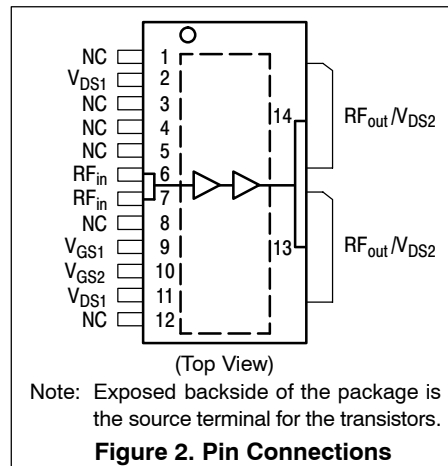 NC 1
VDS1 2
NC 3
NC 4
NC 5
RFin 6
RFin 7
NC 8
VGS1 9
VGS2 10
VDS1 11
NC 12
14 RFout/VDS2
13 RFout/VDS2
(Top View)
Note: Exposed backside of the package is
the source terminal for the transistors.
Figure 2. Pin Connections